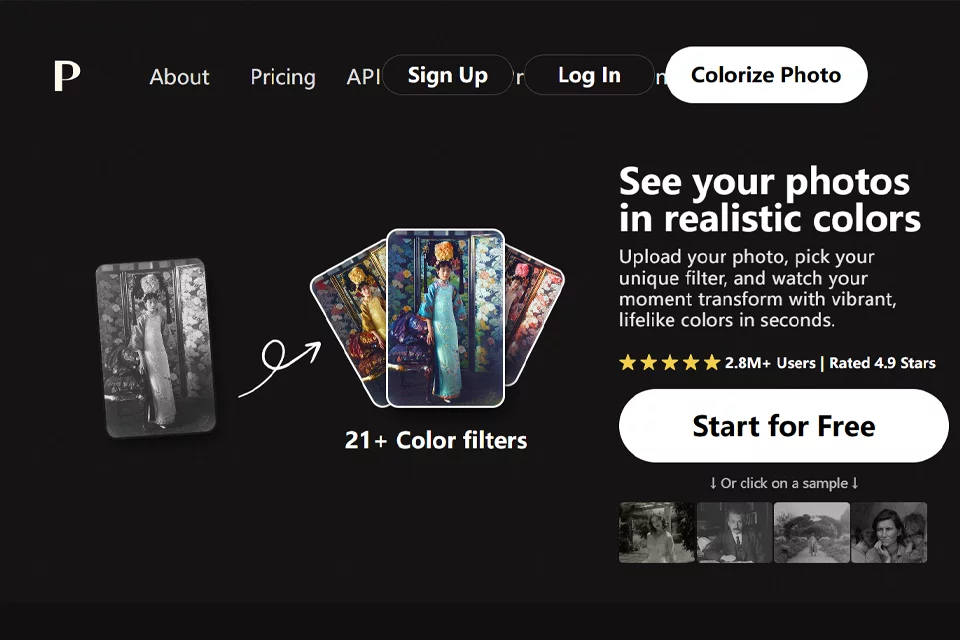 P
About
Pricing
API
Sign Up
Log In
Colorize Photo
See your photos
in realistic colors
Upload your photo, pick your
unique filter, and watch your
moment transform with vibrant,
lifelike colors in seconds.
2.8M+ Users | Rated 4.9 Stars
Start for Free
↓ Or click on a sample ↓
21+ Color filters